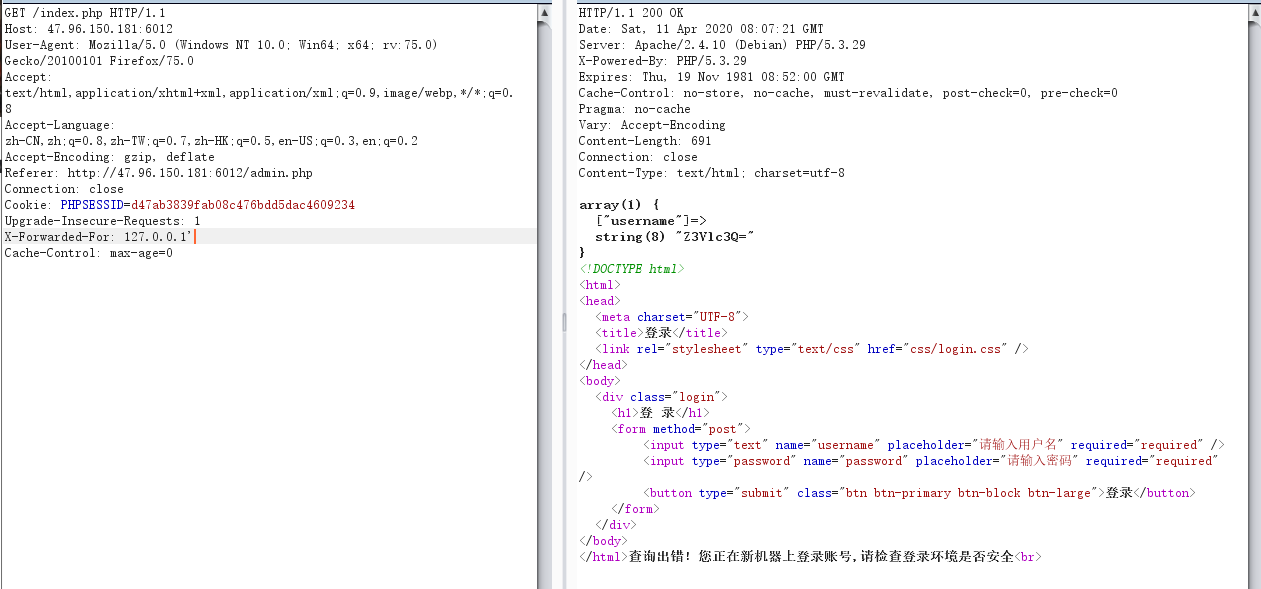 GET /index.php HTTP/1.1
Host: 47.96.150.181:6012
User-Agent: Mozilla/5.0 (Windows NT 10.0; Win64; x64; rv:75.0)
Gecko/20100101 Firefox/75.0
Accept:
text/html,application/xhtml+xml,application/xml;q=0.9,image/webp,*/*;q=0.
8
Accept-Language:
zh-CN,zh;q=0.8,zh-TW;q=0.7,zh-HK;q=0.5,en-US;q=0.3,en;q=0.2
Accept-Encoding: gzip, deflate
Referer: http://47.96.150.181:6012/admin.php
Connection: close
Cookie: PHPSESSID=d47ab3839fab08c476bdd5dac4609234
Upgrade-Insecure-Requests: 1
X-Forwarded-For: 127.0.0.1'
Cache-Control: max-age=0
HTTP/1.1 200 OK
Date: Sat, 11 Apr 2020 08:07:21 GMT
Server: Apache/2.4.10 (Debian) PHP/5.3.29
X-Powered-By: PHP/5.3.29
Expires: Thu, 19 Nov 1981 08:52:00 GMT
Cache-Control: no-store, no-cache, must-revalidate, post-check=0, pre-check=0
Pragma: no-cache
Vary: Accept-Encoding
Content-Length: 691
Connection: close
Content-Type: text/html; charset=utf-8
array(1) {
["username"]=>
string(8) "Z3Vlc3Q="
}
<!DOCTYPE html>
<html>
<head>
<meta charset="UTF-8">
<title>登录</title>
<link rel="stylesheet" type="text/css" href="css/login.css" />
</head>
<body>
<div class="login">
<h1>登 录</h1>
<form method="post">
<input type="text" name="username" placeholder="请输入用户名" required="required" />
<input type="password" name="password" placeholder="请输入密码" required="required"
/>
<button type="submit" class="btn btn-primary btn-block btn-large">登录</button>
</form>
</div>
</body>
</html>查询出错! 您正在新机器上登录账号,请检查登录环境是否安全<br>